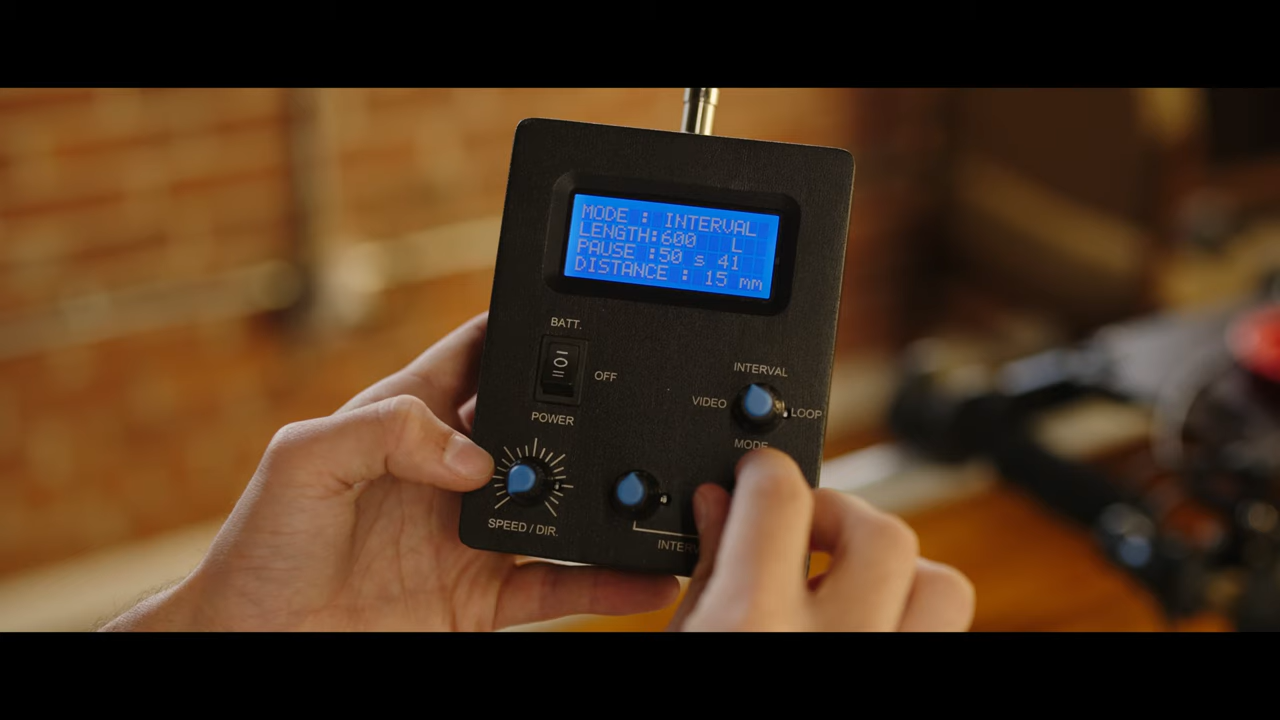 MODE : INTERVAL
LENGTH:600 L
PAUSE :50 s 41
DISTANCE : 15 mm
BATT.
OFF
POWER
INTERVAL
VIDEO
LOOP
MODE
SPEED / DIR.